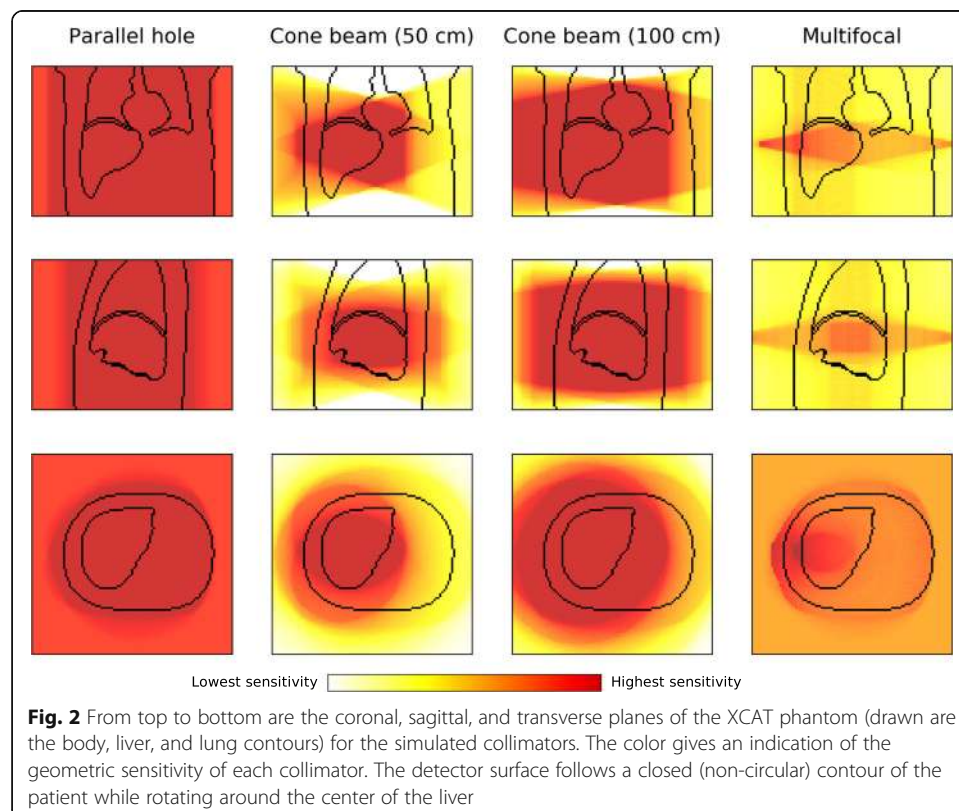 Parallel hole Cone beam (50 cm) Cone beam (100 cm) Multifocal
Lowest sensitivity Highest sensitivity
Fig. 2 From top to bottom are the coronal, sagittal, and transverse planes of the XCAT phantom (drawn are
the body, liver, and lung contours) for the simulated collimators. The color gives an indication of the
geometric sensitivity of each collimator. The detector surface follows a closed (non-circular) contour of the
patient while rotating around the center of the liver